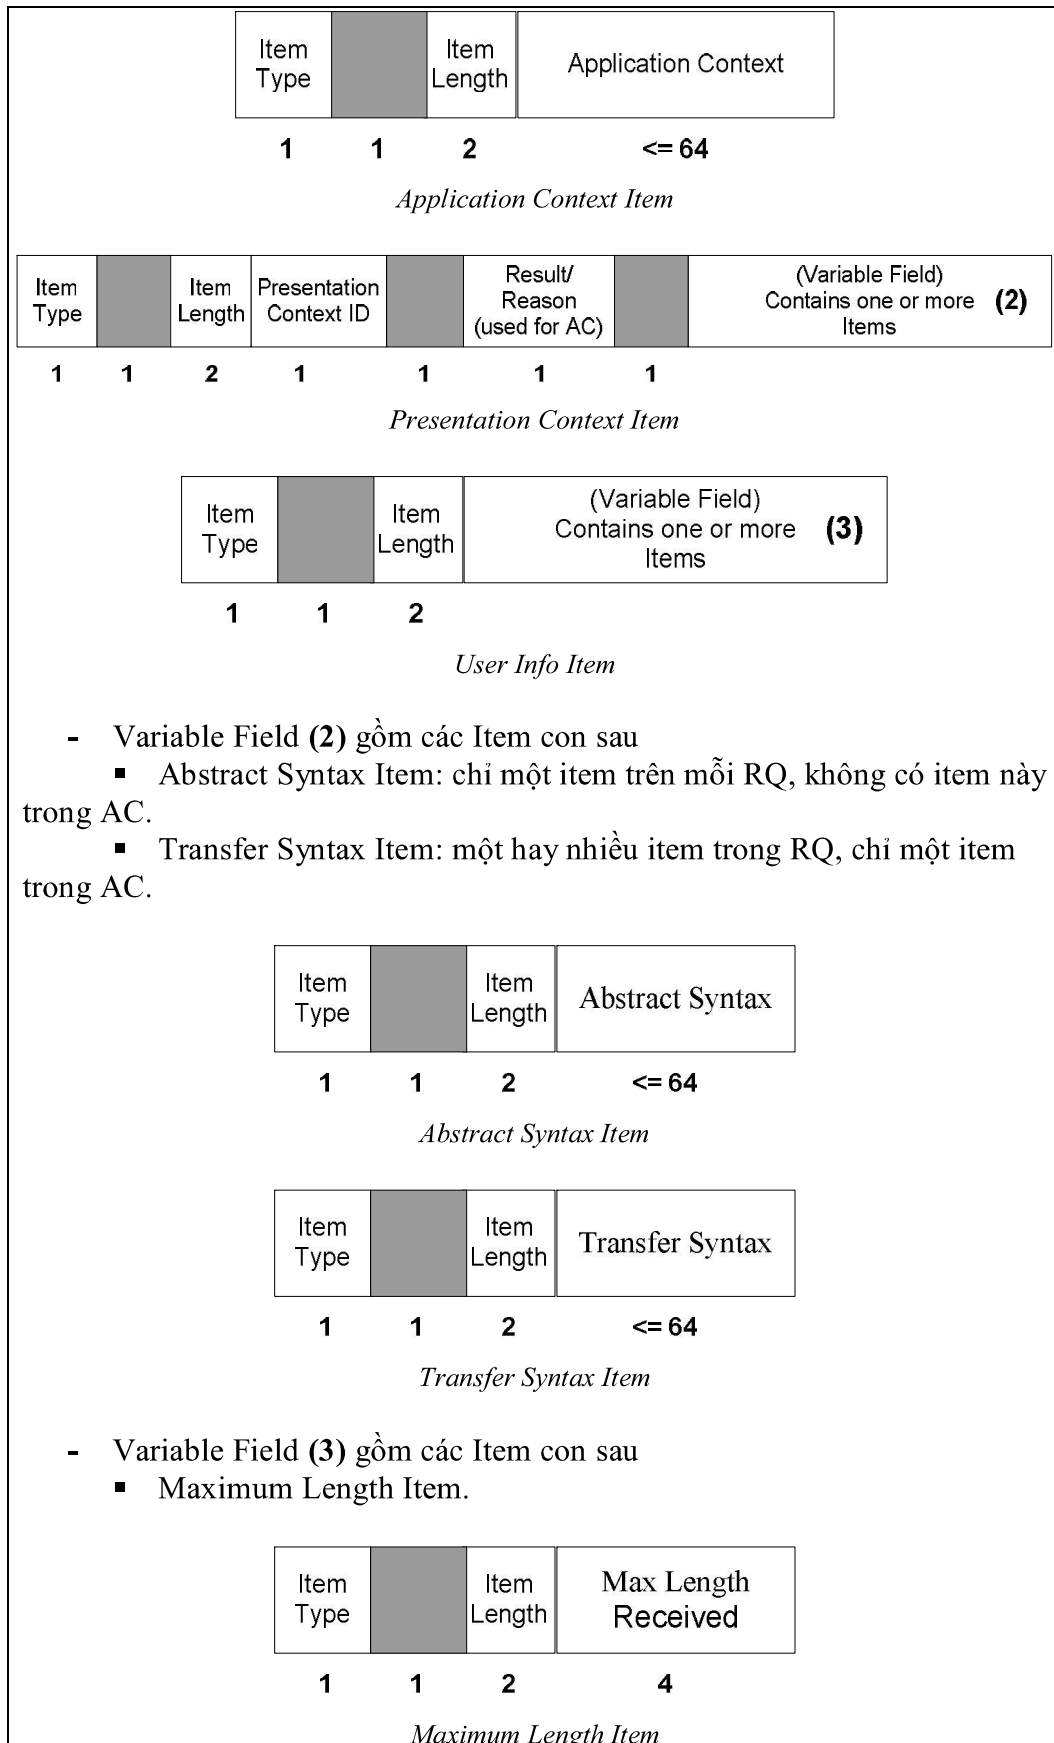 Item Type Item Length Application Context
1 1 2 <= 64
Application Context Item
Item Type Item Length Presentation Context ID Result/ Reason (used for AC) (Variable Field) Contains one or more Items (2)
1 1 2 1 1 1 1
Presentation Context Item
Item Type Item Length (Variable Field) Contains one or more Items (3)
1 1 2
User Info Item
- Variable Field (2) gồm các Item con sau
▪ Abstract Syntax Item: chỉ một item trên mỗi RQ, không có item này
trong AC.
▪ Transfer Syntax Item: một hay nhiều item trong RQ, chỉ một item
trong AC.
Item Type Item Length Abstract Syntax
1 1 2 <= 64
Abstract Syntax Item
Item Type Item Length Transfer Syntax
1 1 2 <= 64
Transfer Syntax Item
- Variable Field (3) gồm các Item con sau
▪ Maximum Length Item.
Item Type Item Length Max Length Received
1 1 2 4
Maximum Length Item